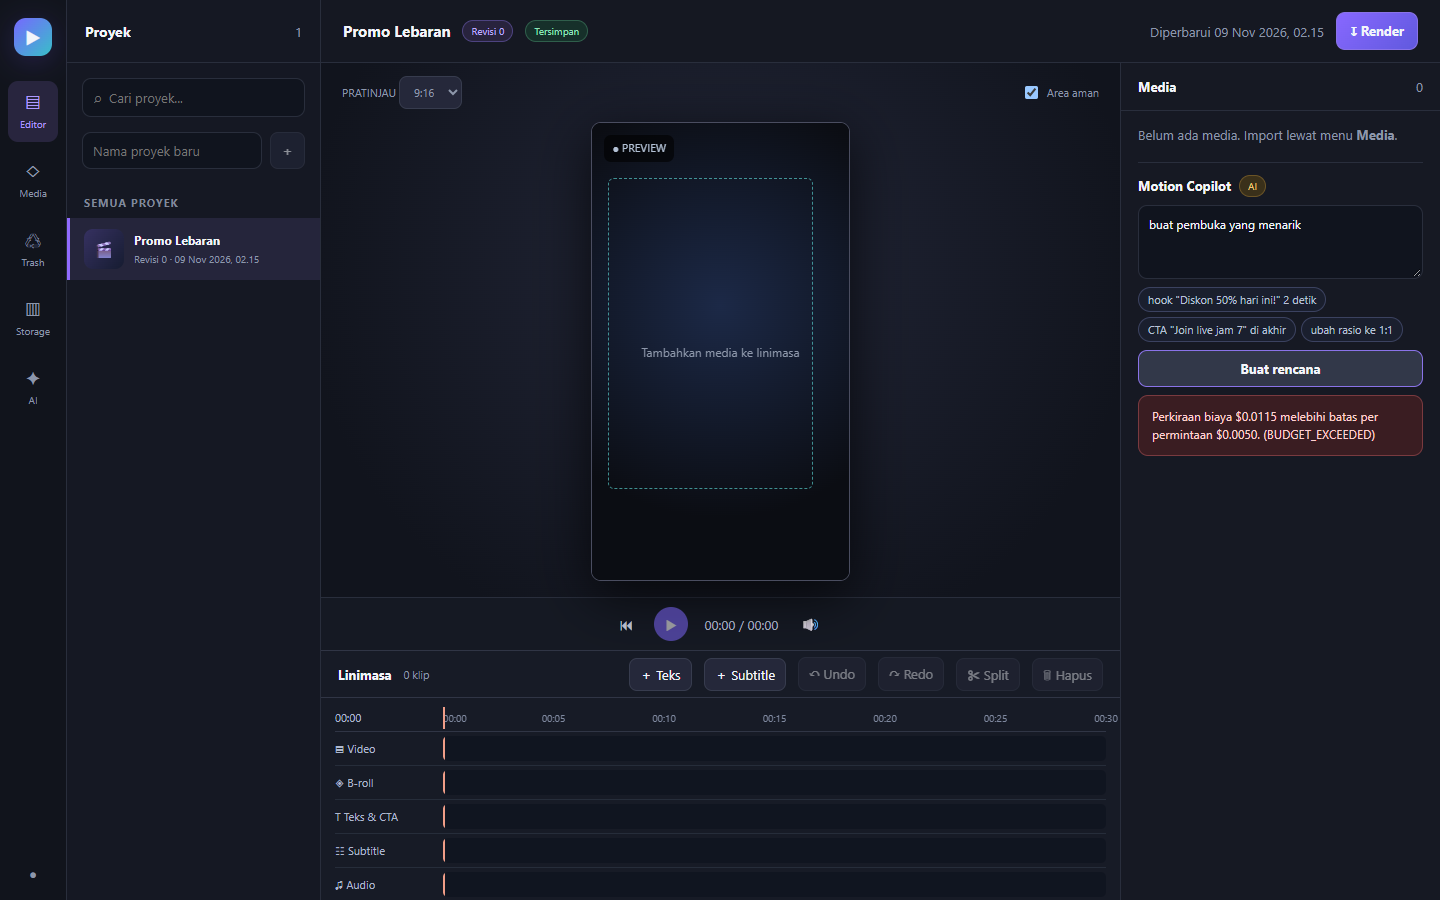 Editor
Media
Trash
Storage
AI
Proyek
1
Cari proyek...
Nama proyek baru
+
SEMUA PROYEK
Promo Lebaran
Revisi 0 · 09 Nov 2026, 02.15
Promo Lebaran
Revisi 0
Tersimpan
Diperbarui 09 Nov 2026, 02.15
Render
PRATINJAU
9:16
Area aman
PREVIEW
Tambahkan media ke linimasa
00:00 / 00:00
Linimasa
0 klip
+ Teks
+ Subtitle
Undo
Redo
Split
Hapus
00:00
00:00
00:05
00:10
00:15
00:20
00:25
00:30
Video
B-roll
T Teks & CTA
Subtitle
Audio
Media
0
Belum ada media. Import lewat menu Media.
Motion Copilot
AI
buat pembuka yang menarik
hook "Diskon 50% hari ini!" 2 detik
CTA "Join live jam 7" di akhir
ubah rasio ke 1:1
Buat rencana
Perkiraan biaya $0.0115 melebihi batas per
permintaan $0.0050. (BUDGET_EXCEEDED)